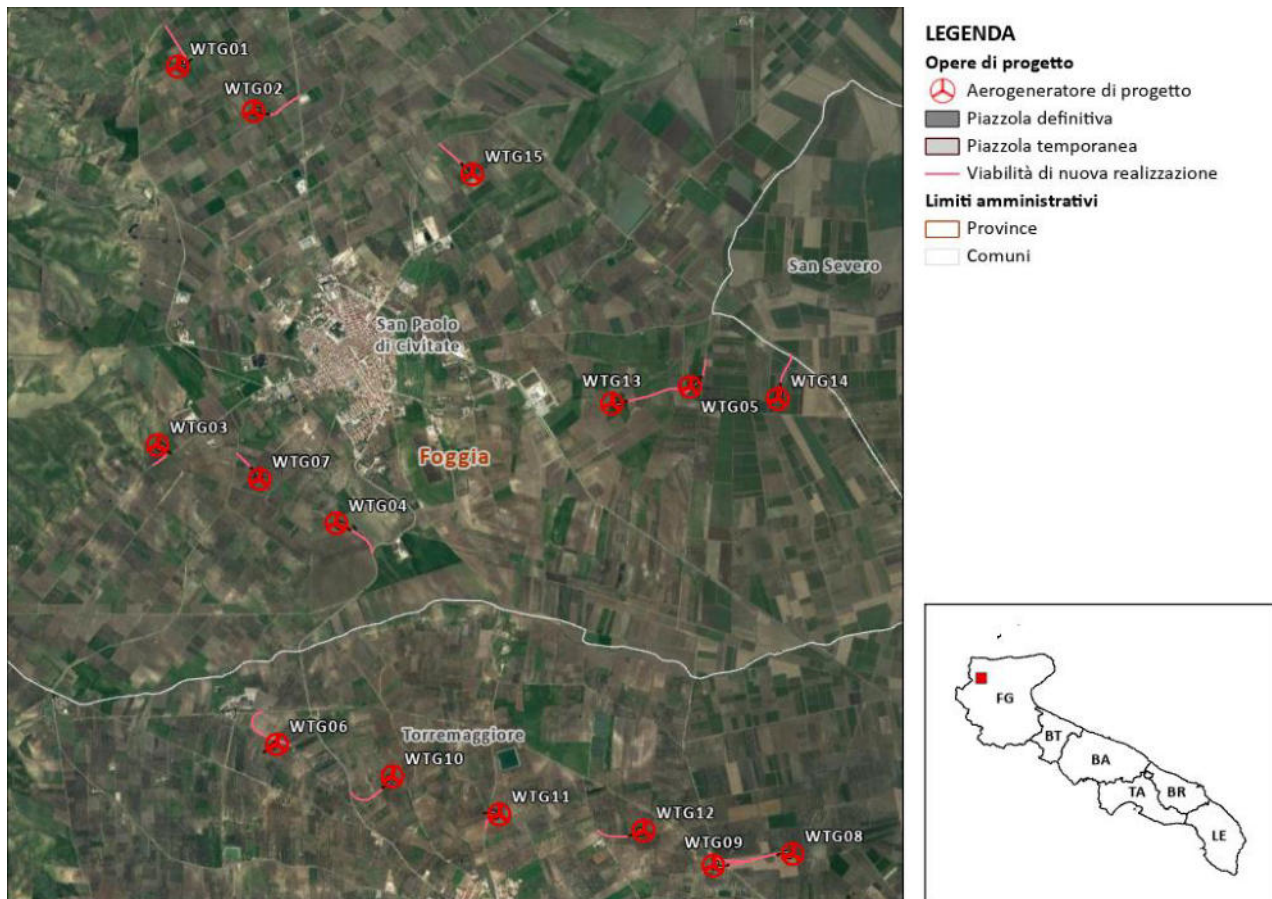 WTG01
WTG02
WTG15
San Severo
San Paolo
di Civitate
WTG13
WTG14
WTG05
WTG03
Foggia
WTG07
WTG04
WTG06
Torremaggiore
WTG10
WTG11
WTG12
WTG09
WTG08
LEGENDA
Opere di progetto
Aerogeneratore di progetto
Piazzola definitiva
Piazzola temporanea
Viabilità di nuova realizzazione
Limiti amministrativi
Province
Comuni
FG
BT
BA
TA
BR
LE